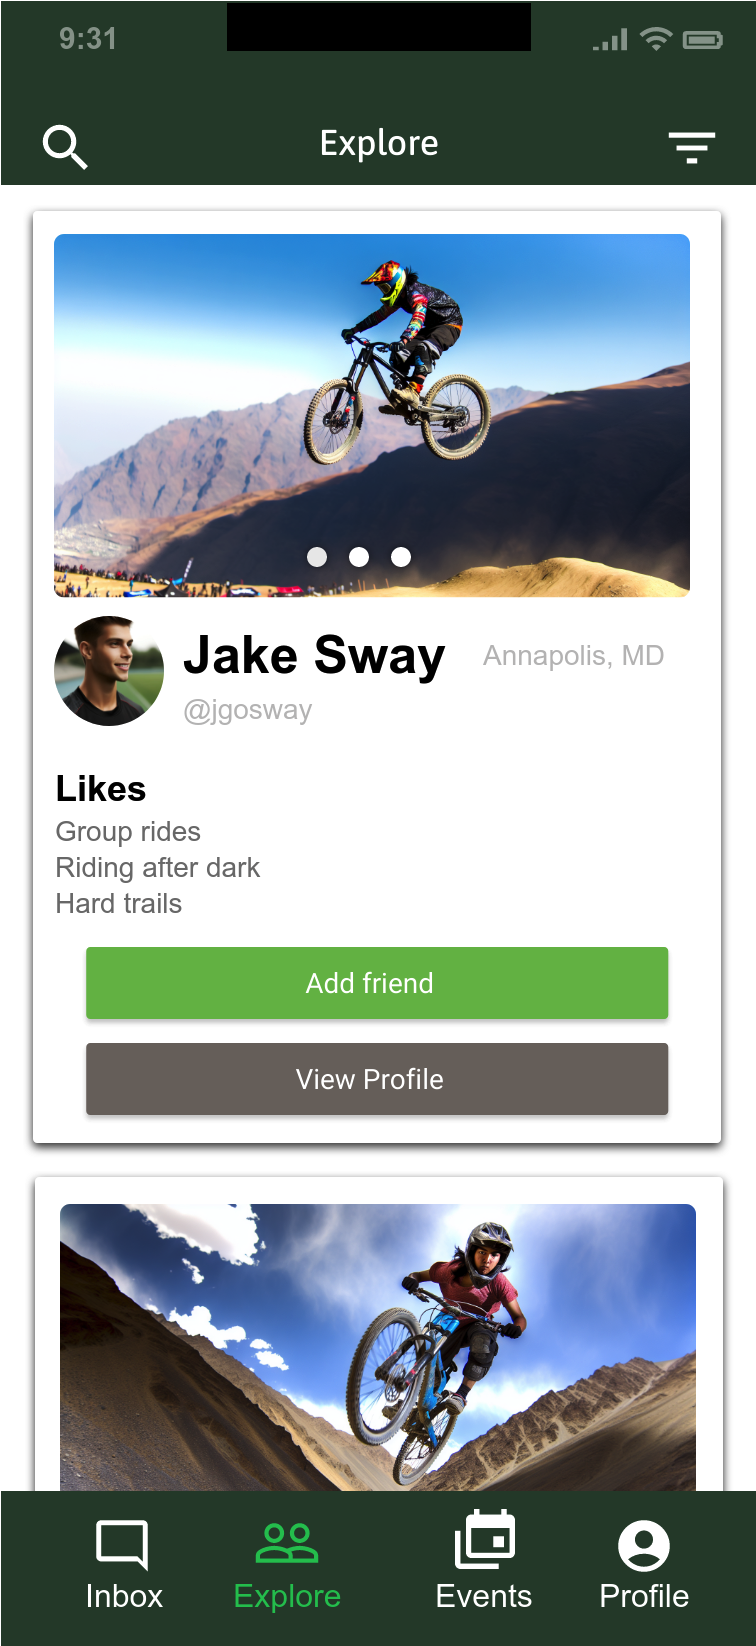 9:31
Explore
Jake Sway
Annapolis, MD
@jgosway
Likes
Group rides
Riding after dark
Hard trails
Add friend
View Profile
Inbox
Explore
Events
Profile